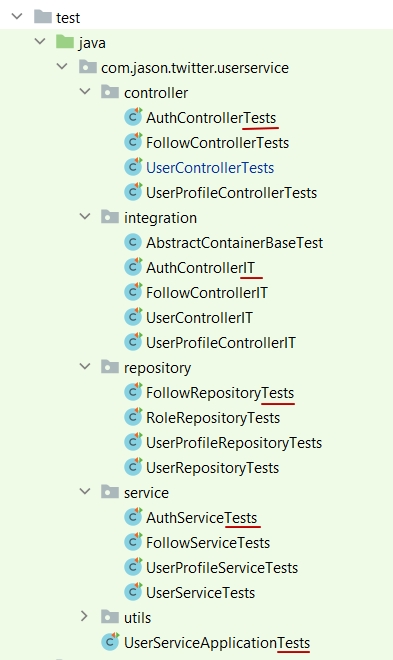 test
java
com.jason.twitter.userservice
controller
AuthControllerTests
FollowControllerTests
UserControllerTests
UserProfileControllerTests
integration
AbstractContainerBaseTest
AuthControllerIT
FollowControllerIT
UserControllerIT
UserProfileControllerIT
repository
FollowRepositoryTests
RoleRepositoryTests
UserProfileRepositoryTests
UserRepositoryTests
service
AuthServiceTests
FollowServiceTests
UserProfileServiceTests
UserServiceTests
utils
UserServiceApplicationTests